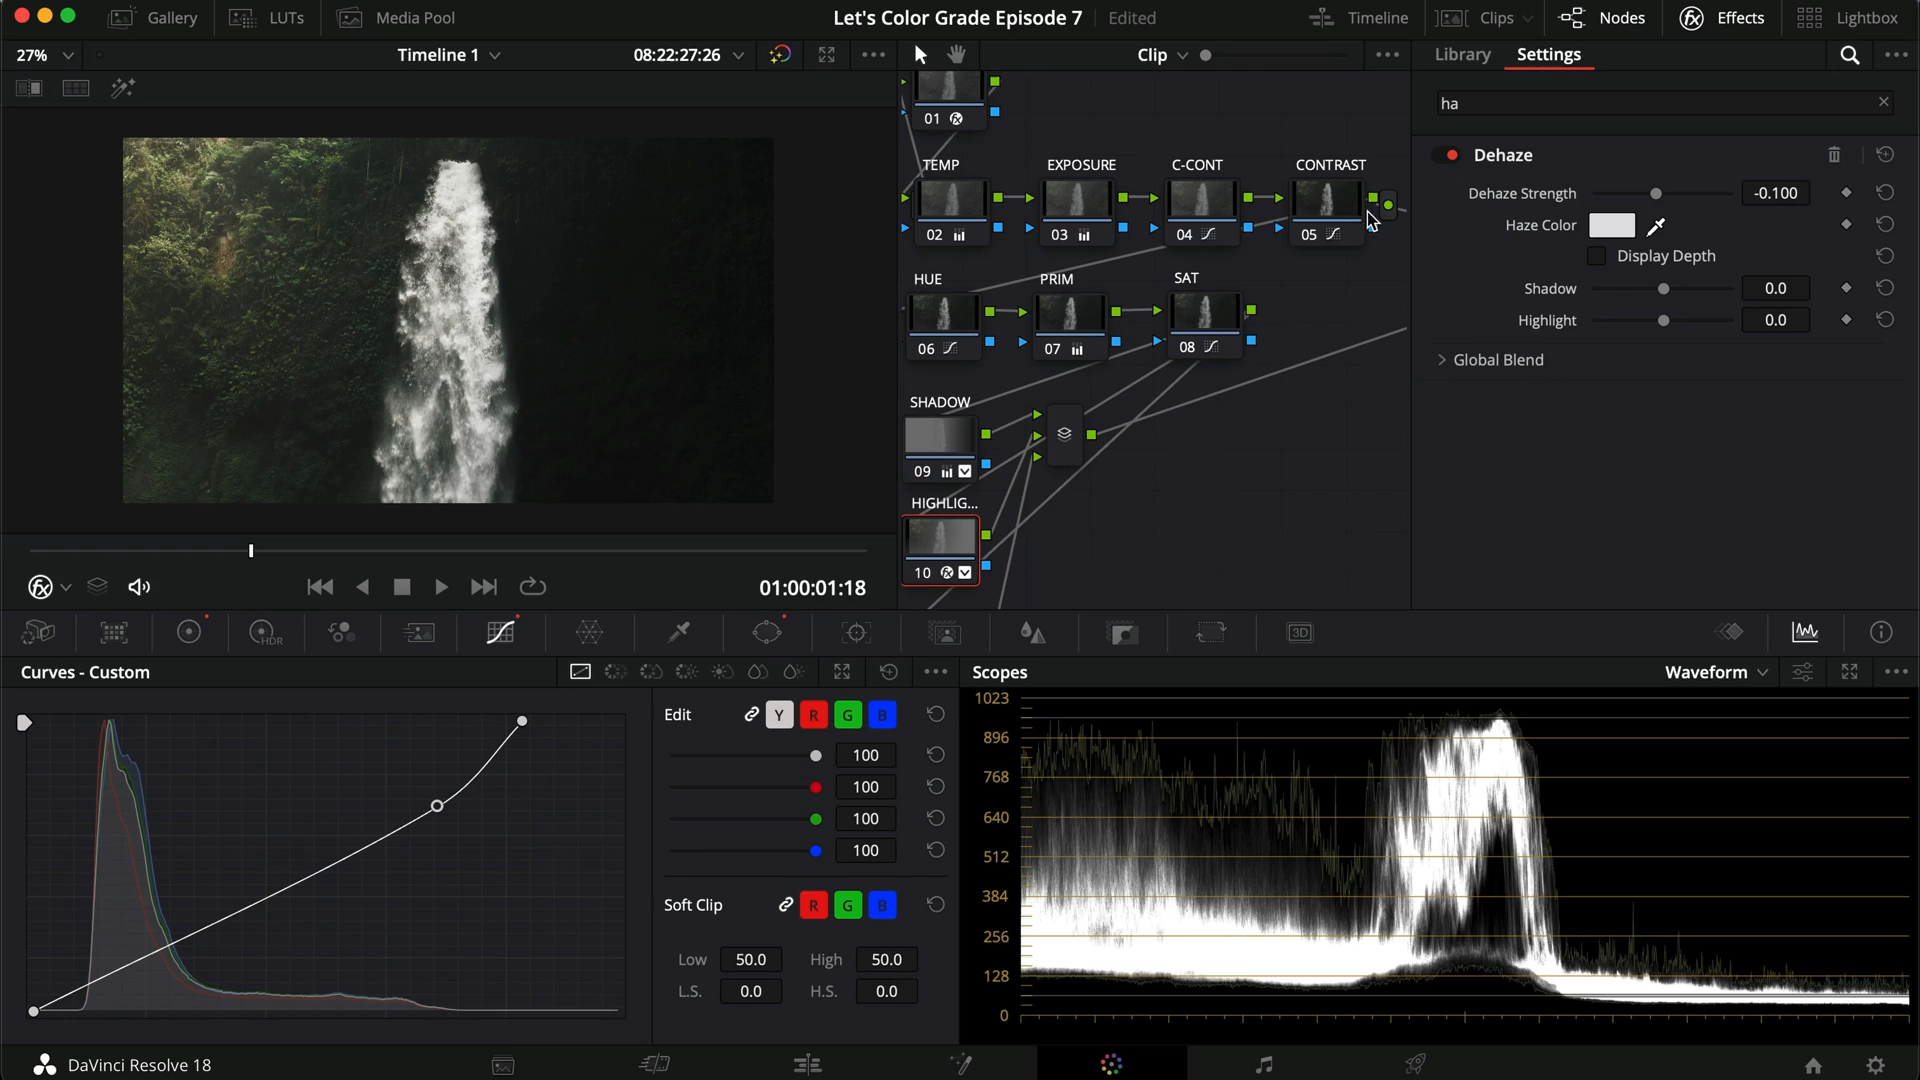 Gallery
LUTs
Media Pool
Let's Color Grade Episode 7
Edited
Timeline
Clips
Nodes
Effects
Lightbox
27%
Timeline 1
08:22:27:26
Clip
Library
Settings
ha
01
TEMP
EXPOSURE
C-CONT
CONTRAST
02
03
04
05
HUE
PRIM
SAT
06
07
08
SHADOW
09
HIGHLIG...
10
Dehaze
Dehaze Strength
-0.100
Haze Color
Display Depth
Shadow
0.0
Highlight
0.0
Global Blend
01:00:01:18
HDR
3D
Curves - Custom
Edit
Y
R
G
B
100
100
100
100
Soft Clip
R
G
B
Low
50.0
High
50.0
L.S.
0.0
H.S.
0.0
Scopes
Waveform
1023
896
768
640
512
384
256
128
0
DaVinci Resolve 18